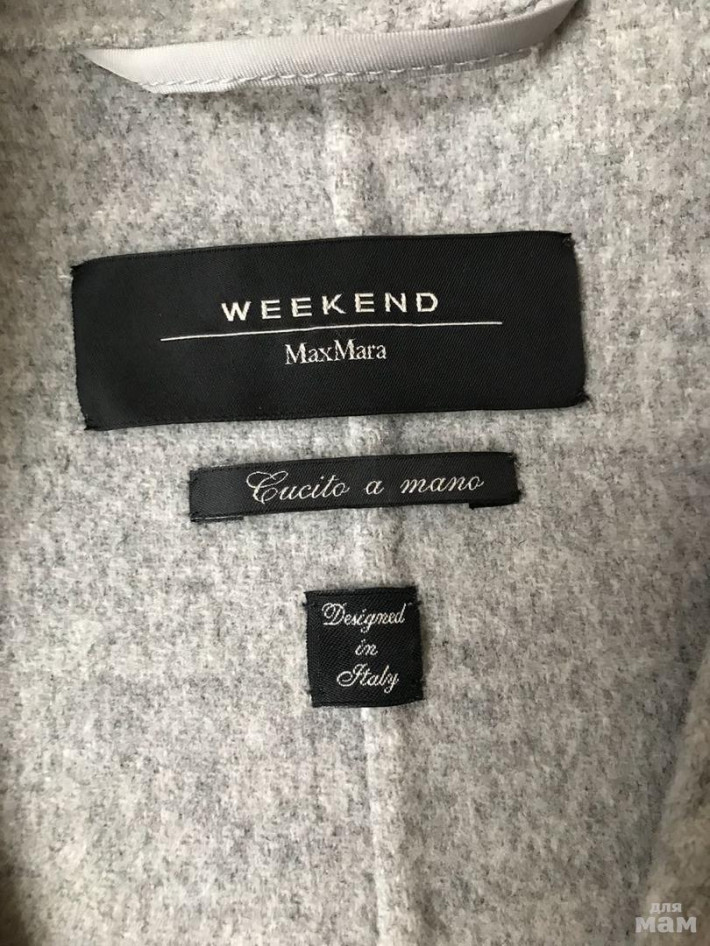 WEEKEND
MaxMara
Cucito a mano
Designed
in
Italy
для
мам